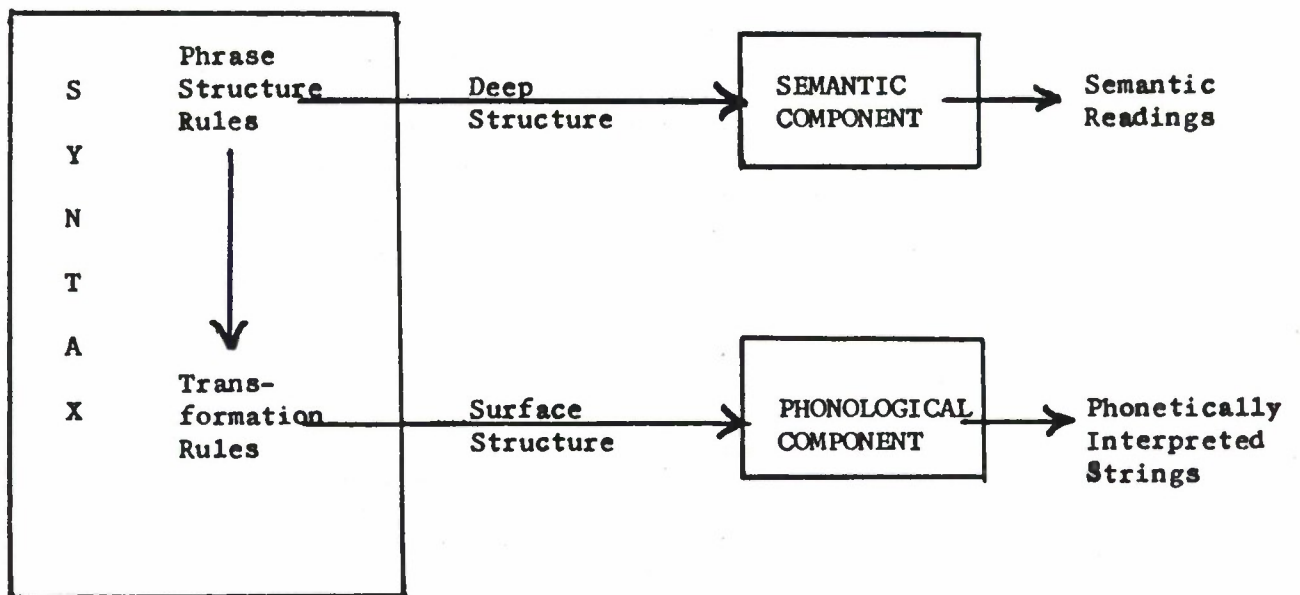 SYNTAX
Phrase
Structure
Rules
Deep
Structure
SEMANTIC
COMPONENT
Semantic
Readings
Trans-
formation
Rules
Surface
Structure
PHONOLOGICAL
COMPONENT
Phonetically
Interpreted
Strings